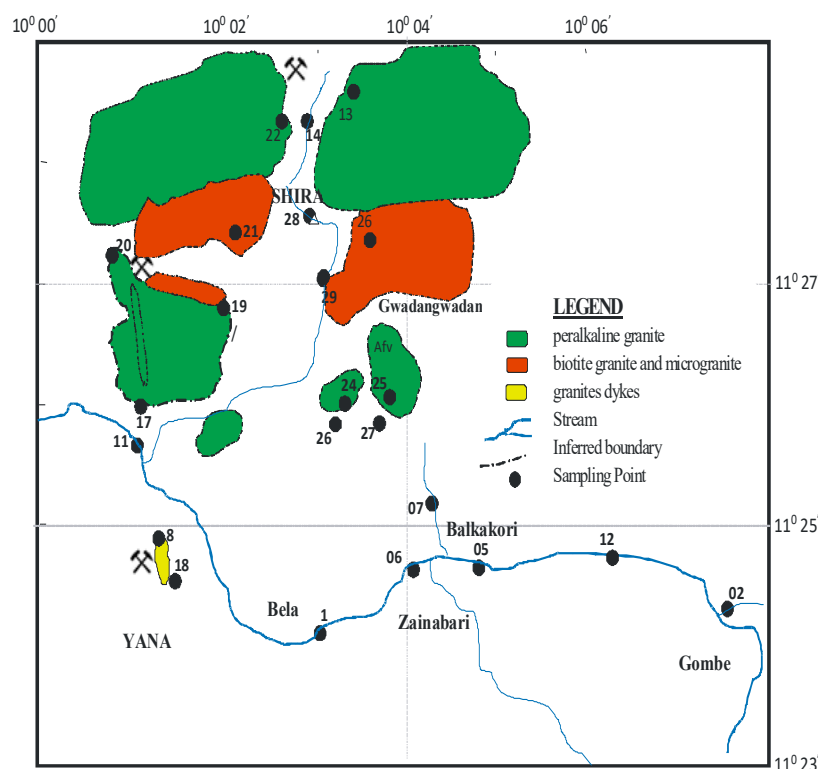 10⁰ 00' 10⁰ 02' 10⁰ 04' 10⁰ 06'
13
22 14
SHIRA
28 26
21
20
29
11⁰ 27
19
Gwadangwadan
/
LEGEND
peralkaline granite
biotite granite and microgranite
granites dykes
Stream
Inferred boundary
Sampling Point
Afv
24 25
17
26 27
11
07
11⁰ 25'
Balkakori
8
18
06 05 12
02
Bela 1 Zainabari
YANA
Gombe
11⁰ 23'